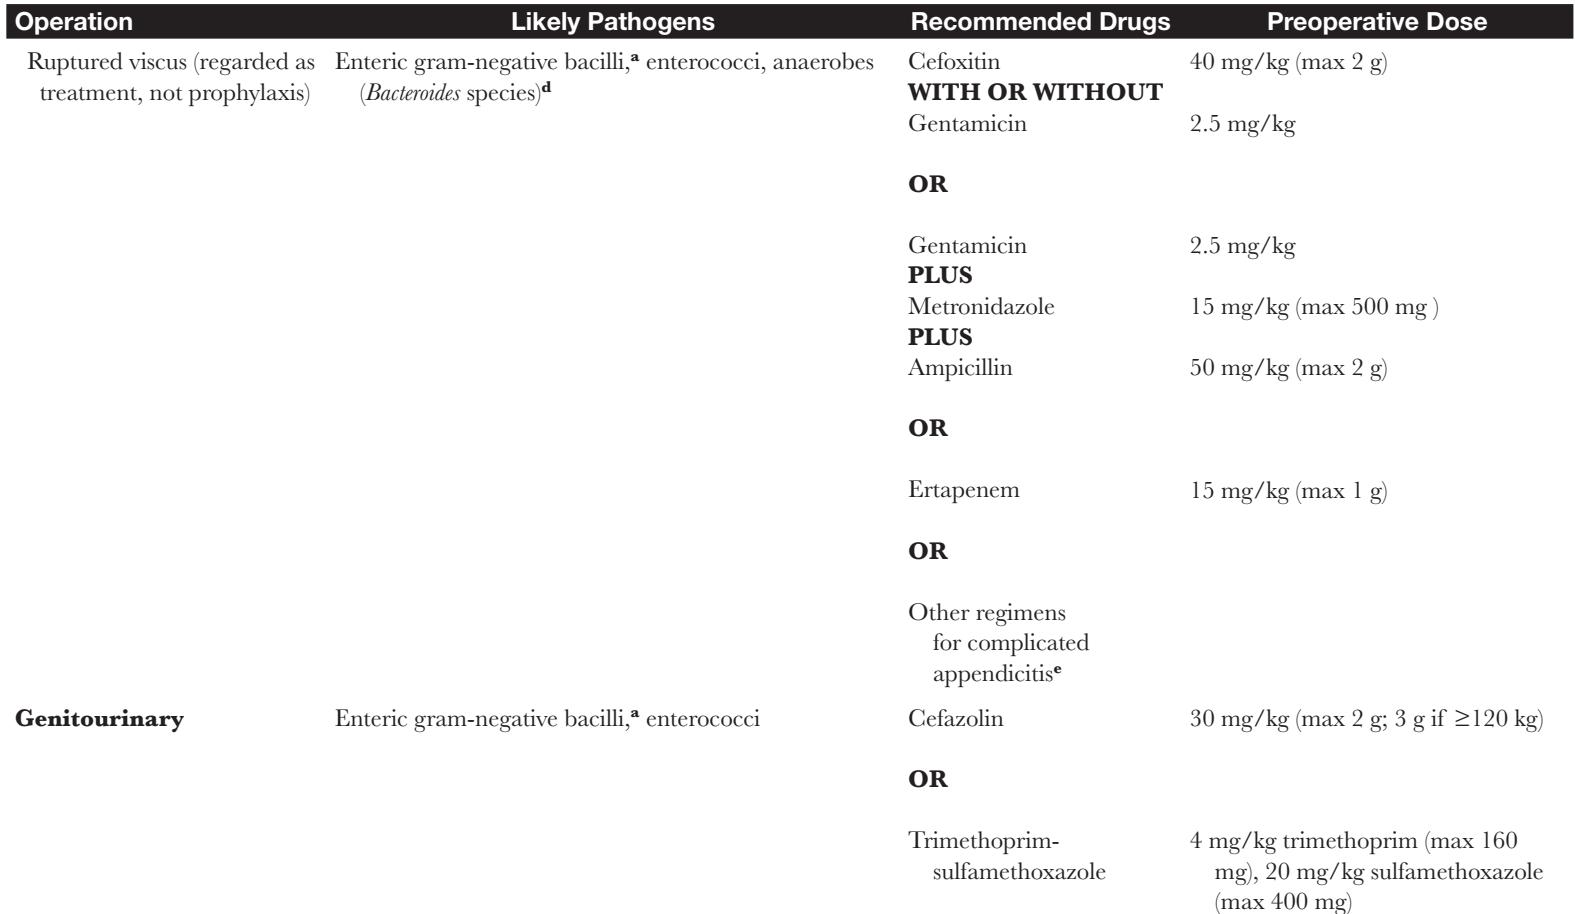 Operation Likely Pathogens Recommended Drugs Preoperative Dose
Ruptured viscus (regarded as Enteric gram-negative bacilli,a enterococci, anaerobes Cefoxitin 40 mg/kg (max 2 g)
treatment, not prophylaxis) (Bacteroides species)d WITH OR WITHOUT
Gentamicin 2.5 mg/kg
OR
Gentamicin 2.5 mg/kg
PLUS
Metronidazole 15 mg/kg (max 500 mg )
PLUS
Ampicillin 50 mg/kg (max 2 g)
OR
Ertapenem 15 mg/kg (max 1 g)
OR
Other regimens
for complicated
appendicitise
Genitourinary Enteric gram-negative bacilli,a enterococci Cefazolin 30 mg/kg (max 2 g; 3 g if ≥120 kg)
OR
Trimethoprim- 4 mg/kg trimethoprim (max 160
sulfamethoxazole mg), 20 mg/kg sulfamethoxazole
(max 400 mg)